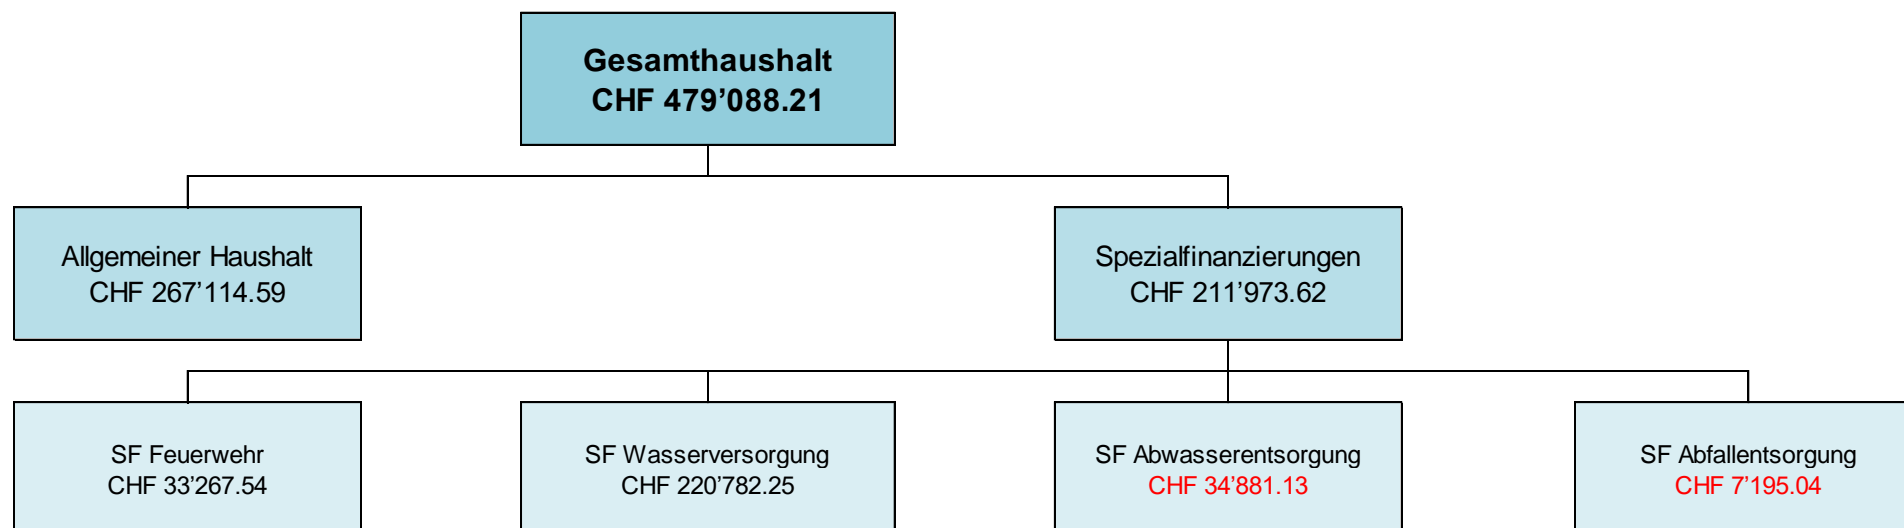 Gesamthaushalt
CHF 479’088.21
Allgemeiner Haushalt
CHF 267’114.59
Spezialfinanzierungen
CHF 211’973.62
SF Feuerwehr
CHF 33’267.54
SF Wasserversorgung
CHF 220’782.25
SF Abwasserentsorgung
CHF 34’881.13
SF Abfallentsorgung
CHF 7’195.04